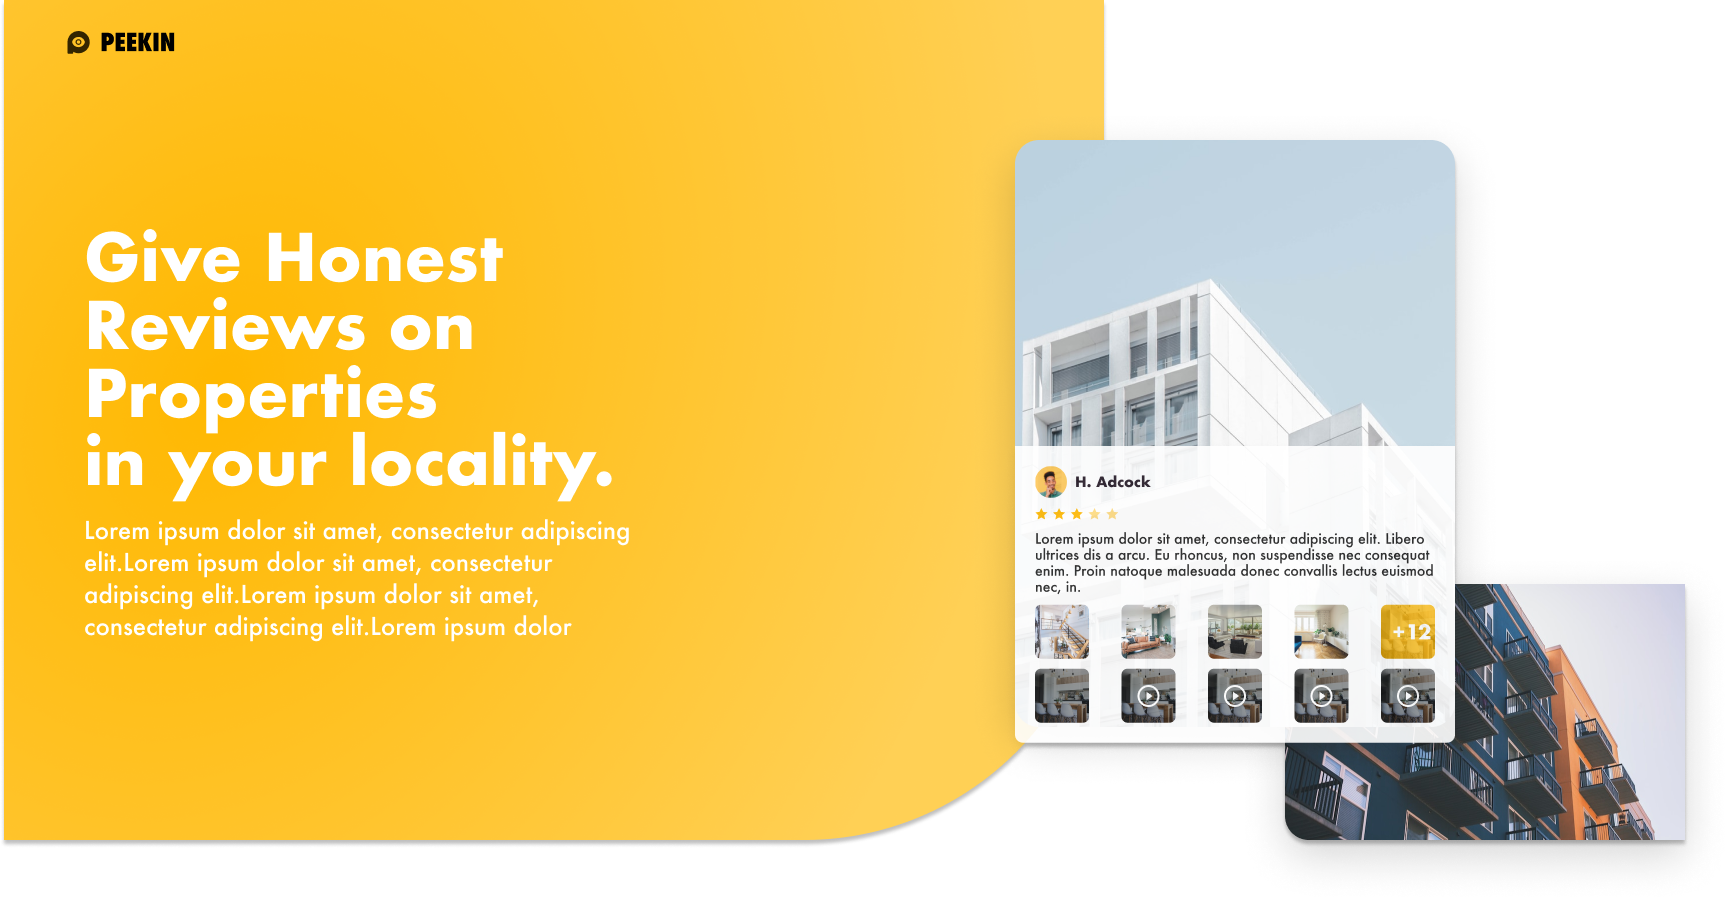 PEEKIN
Give Honest
Reviews on
Properties
in your locality.
Lorem ipsum dolor sit amet, consectetur adipiscing
elit.Lorem ipsum dolor sit amet, consectetur
adipiscing elit.Lorem ipsum dolor sit amet,
consectetur adipiscing elit.Lorem ipsum dolor
H. Adcock
Lorem ipsum dolor sit amet, consectetur adipiscing elit. Libero
ultrices dis a arcu. Eu rhoncus, non suspendisse nec consequat
enim. Proin natoque malesuada donec convallis lectus euismod
nec, in.
+12